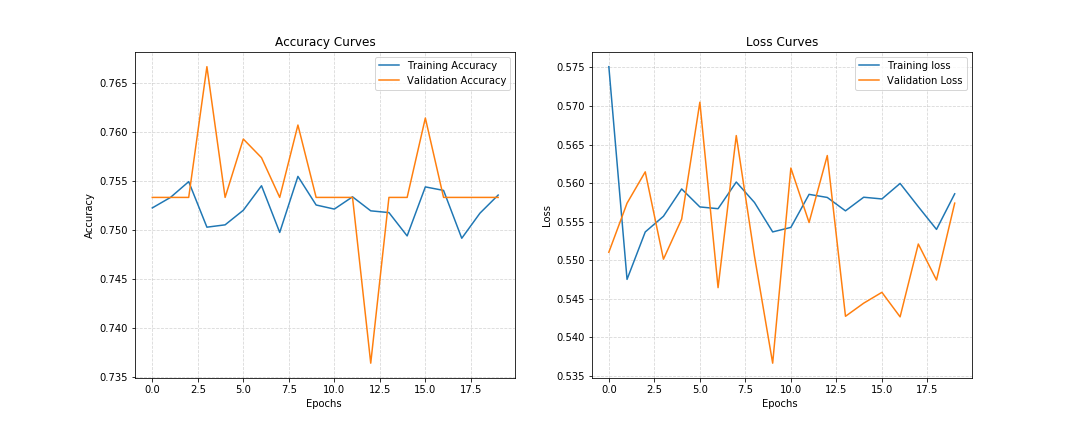 Accuracy Curves
Training Accuracy
Validation Accuracy
Accuracy
0.765
0.760
0.755
0.750
0.745
0.740
0.735
0.0 2.5 5.0 7.5 10.0 12.5 15.0 17.5
Epochs
Loss Curves
Training loss
Validation Loss
Loss
0.575
0.570
0.565
0.560
0.555
0.550
0.545
0.540
0.535
0.0 2.5 5.0 7.5 10.0 12.5 15.0 17.5
Epochs